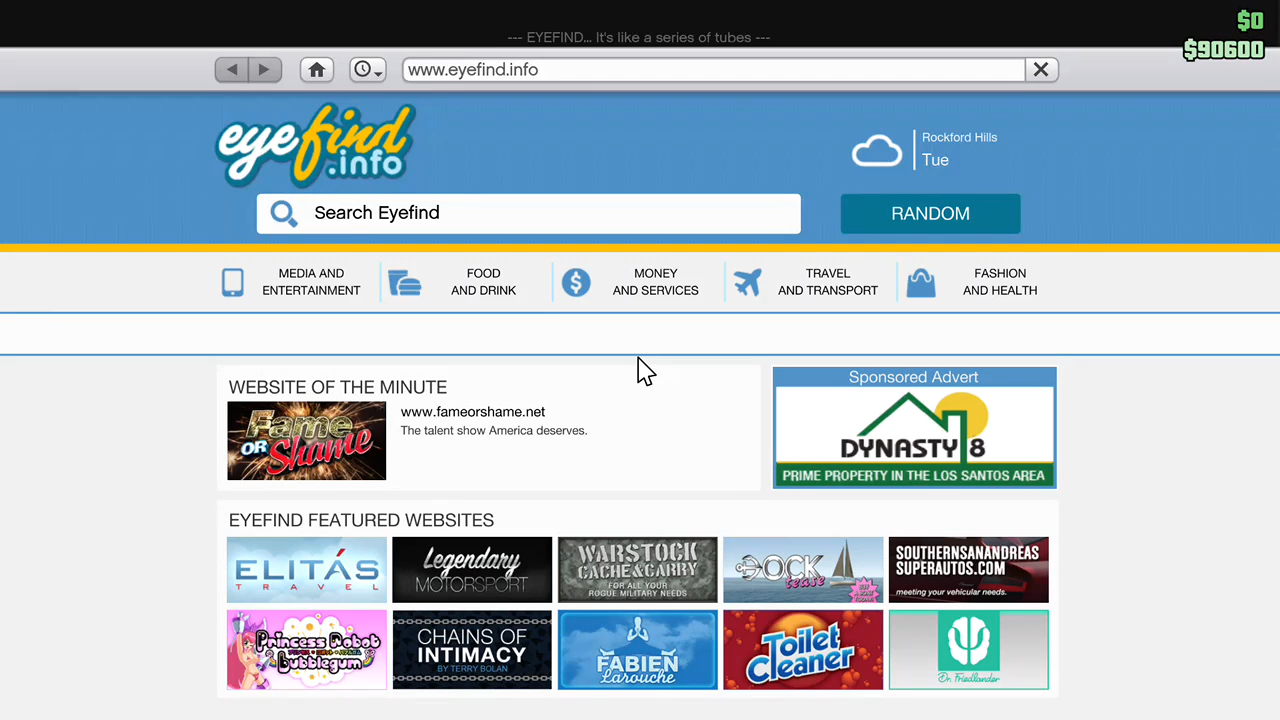 $0
--- EYEFIND... It's like a series of tubes ---
$90600
www.eyefind.info
eyefind
.info
Rockford Hills
Tue
Search Eyefind
RANDOM
MEDIA AND
ENTERTAINMENT
FOOD
AND DRINK
MONEY
AND SERVICES
TRAVEL
AND TRANSPORT
FASHION
AND HEALTH
WEBSITE OF THE MINUTE
Fame
OR Shame
www.fameorshame.net
The talent show America deserves.
Sponsored Advert
DYNASTY 8
PRIME PROPERTY IN THE LOS SANTOS AREA
EYEFIND FEATURED WEBSITES
ELITÁS
TRAVEL
Legendary
MOTORSPORT
WARSTOCK
CACHE & CARRY
FOR ALL YOUR
ROGUE MILITARY NEEDS
DOCK
tease
SOUTHERNSANANDREAS
SUPERAUTOS.COM
meeting your vehicular needs.
Princess Robot
Bubblegum
CHAINS OF
INTIMACY
BY TERRY BOLAN
FABIEN
Larouche
Toilet
Cleaner
Dr. Friedlander